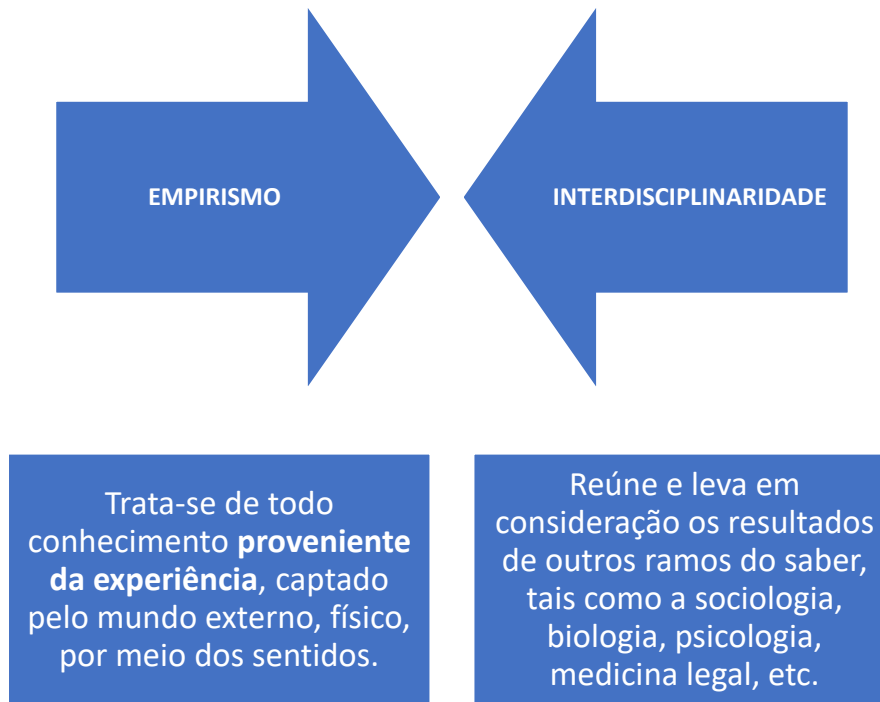 EMPIRISMO
INTERDISCIPLINARIDADE
Trata-se de todo
conhecimento proveniente
da experiência, captado
pelo mundo externo, físico,
por meio dos sentidos.
Reúne e leva em
consideração os resultados
de outros ramos do saber,
tais como a sociologia,
biologia, psicologia,
medicina legal, etc.